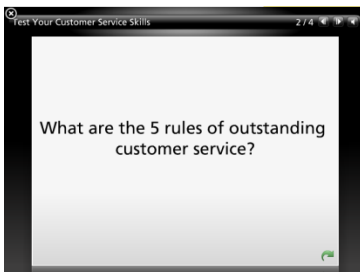 Test Your Customer Service Skills 2/4
What are the 5 rules of outstanding
customer service?